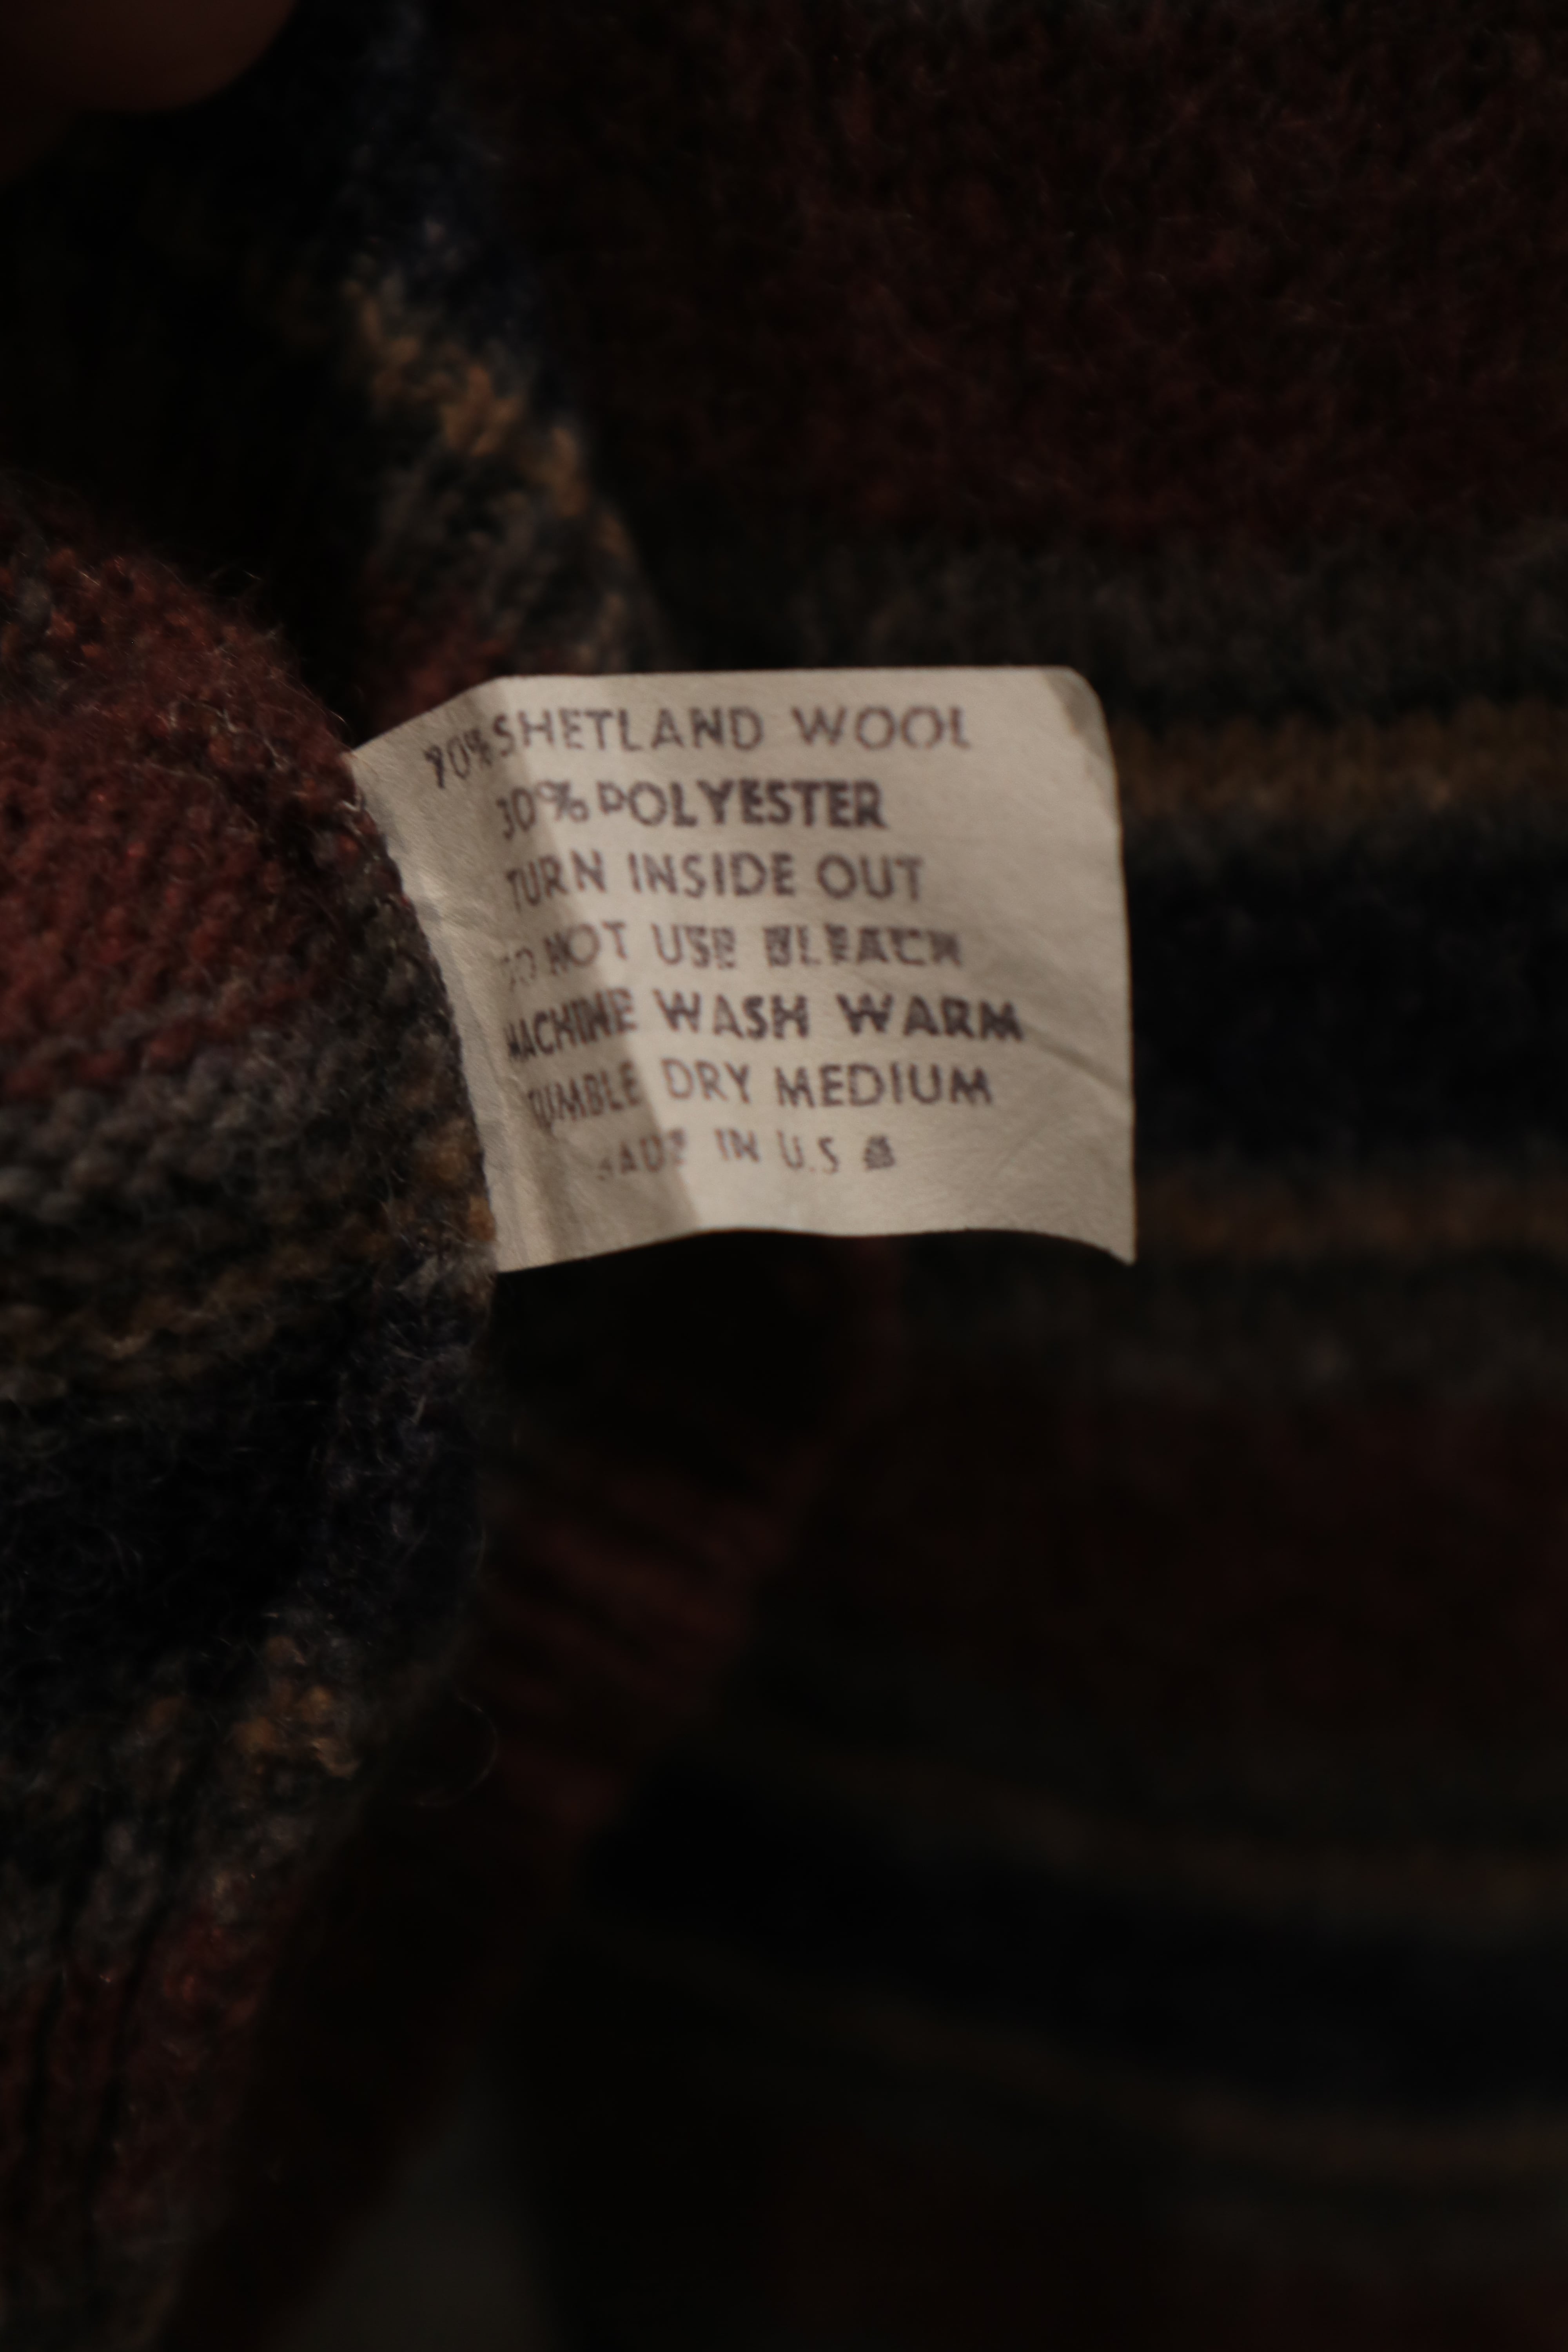 70% SHETLAND WOOL
30% POLYESTER
TURN INSIDE OUT
DO NOT USE BLEACH
MACHINE WASH WARM
TUMBLE DRY MEDIUM
MADE IN U.S.A